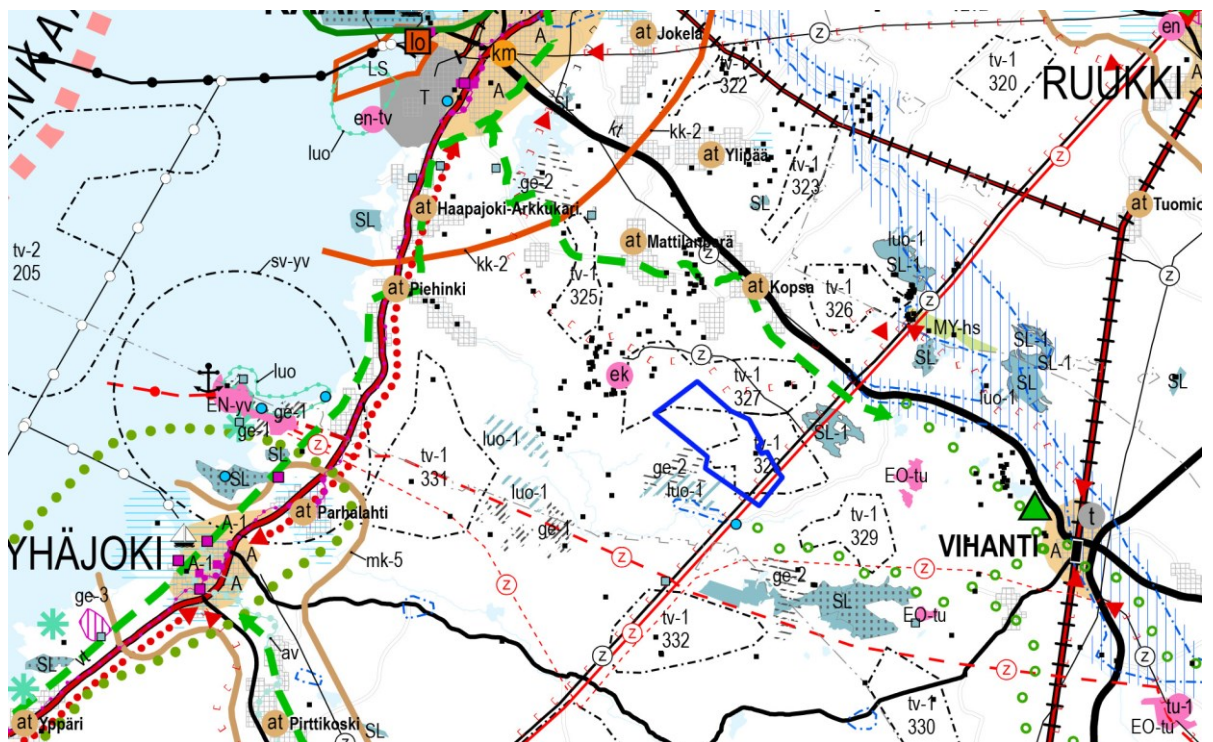 lo
km
A
LS
T
A
en-tv
luo
at Jokela
tv-1
322
SL
kt
kk-2
at Ylipää
tv-1
323
SL
tv-1
320
en
RUUKKI
A
z
z
ge-2
at Haapajoki-Arkkukari
SL
at
z
tv-1
325
kk-2
at Piehinki
sv-yv
tv-2
205
at Kopsa
tv-1
326
luo-1
SL-1
z
MY-hs
SL
SL-1
SL-1
SL
luo-1
at
z
luo
EN-yv
ge-1
ge-1
z
SL
SL
ek
z
tv-1
327
tv-1
SL-1
luo-1
luo-1
ge-1
ge-2
luo-1
tv-1
331
at Parhalahti
mk-5
A-1
A-1
A
A
YHÄJOKI
ge-3
SL
vt
av
at Yppäri
at Pirttikoski
SL
z
z
z
z
z
z
tv-1
332
tv-1
329
ge-2
SL
EO-tu
EO-tu
VIHANTI
A
t
z
z
z
tv-1
330
tu-1
EO-tu